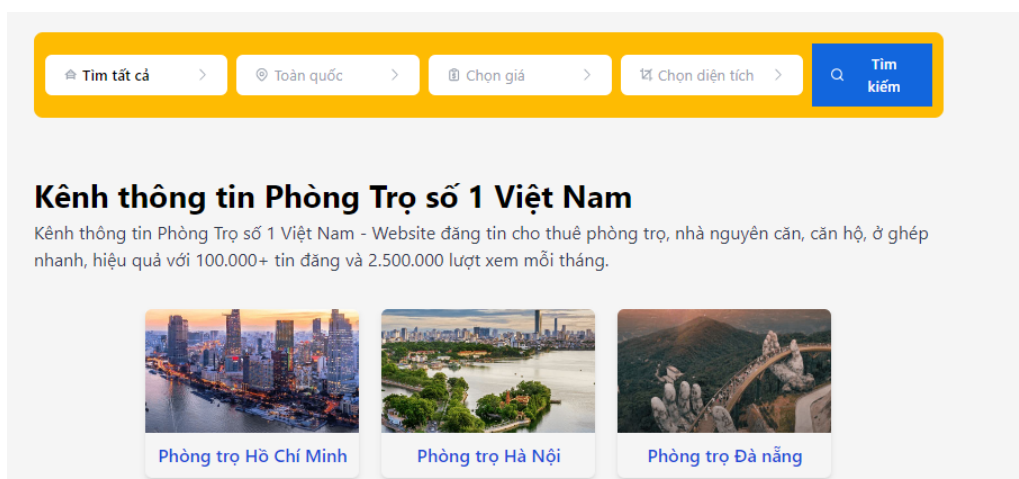 Tìm tất cả
Toàn quốc
Chọn giá
Chọn diện tích
Tìm
kiếm
Kênh thông tin Phòng Trọ số 1 Việt Nam
Kênh thông tin Phòng Trọ số 1 Việt Nam - Website đăng tin cho thuê phòng trọ, nhà nguyên căn, căn hộ, ở ghép
nhanh, hiệu quả với 100.000+ tin đăng và 2.500.000 lượt xem mỗi tháng.
Phòng trọ Hồ Chí Minh
Phòng trọ Hà Nội
Phòng trọ Đà nẵng